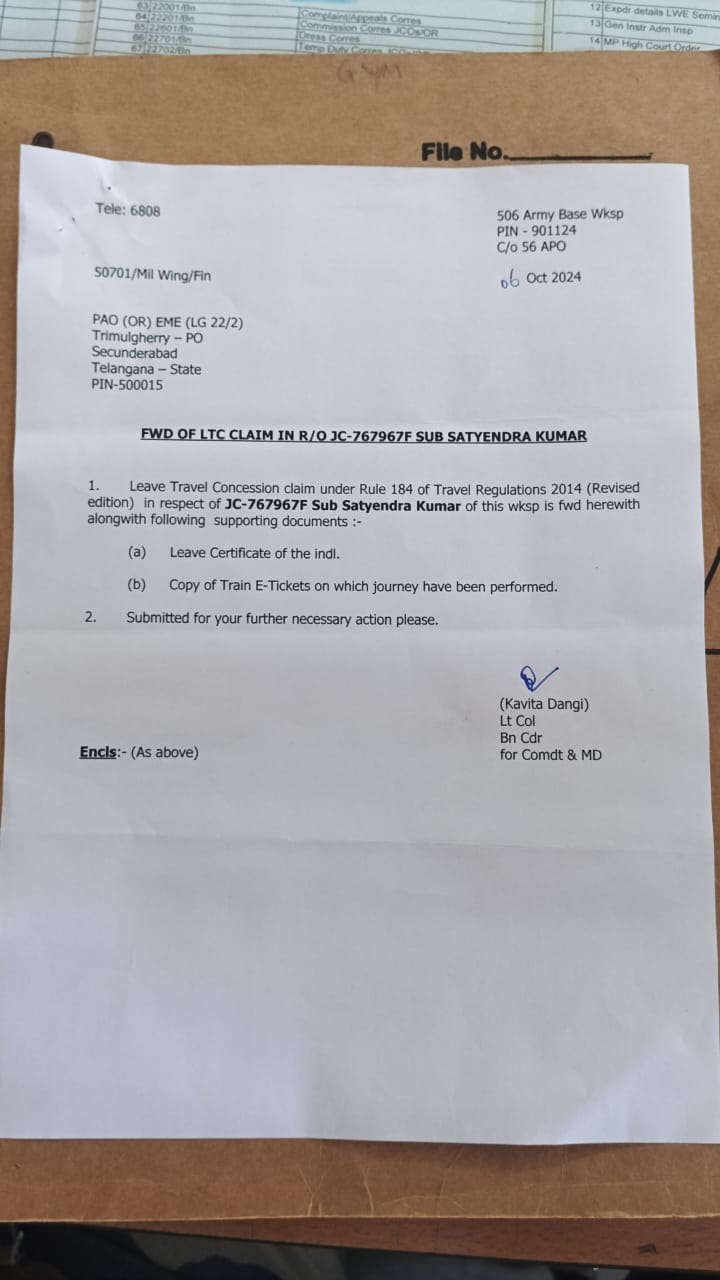 63 22001/Bn
64 22201/Bn
65 22601/Bn
66 22701/Bn
67 22702/Bn
Complaint/Appeals Corres
Commission Corres JCOs/OR
Dress Corres
Temp Duty Corres
12 Expdr details LWE Semin
13 Gen Instr Adm Insp
14 MP High Court Order
GYM
File No.
Tele: 6808
506 Army Base Wksp
PIN - 901124
C/o 56 APO
50701/Mil Wing/Fin
06 Oct 2024
PAO (OR) EME (LG 22/2)
Trimulgherry – PO
Secunderabad
Telangana – State
PIN-500015
FWD OF LTC CLAIM IN R/O JC-767967F SUB SATYENDRA KUMAR
1. Leave Travel Concession claim under Rule 184 of Travel Regulations 2014 (Revised
edition) in respect of JC-767967F Sub Satyendra Kumar of this wksp is fwd herewith
alongwith following supporting documents :-
(a) Leave Certificate of the indl.
(b) Copy of Train E-Tickets on which journey have been performed.
2. Submitted for your further necessary action please.
(Kavita Dangi)
Lt Col
Bn Cdr
for Comdt & MD
Encls:- (As above)